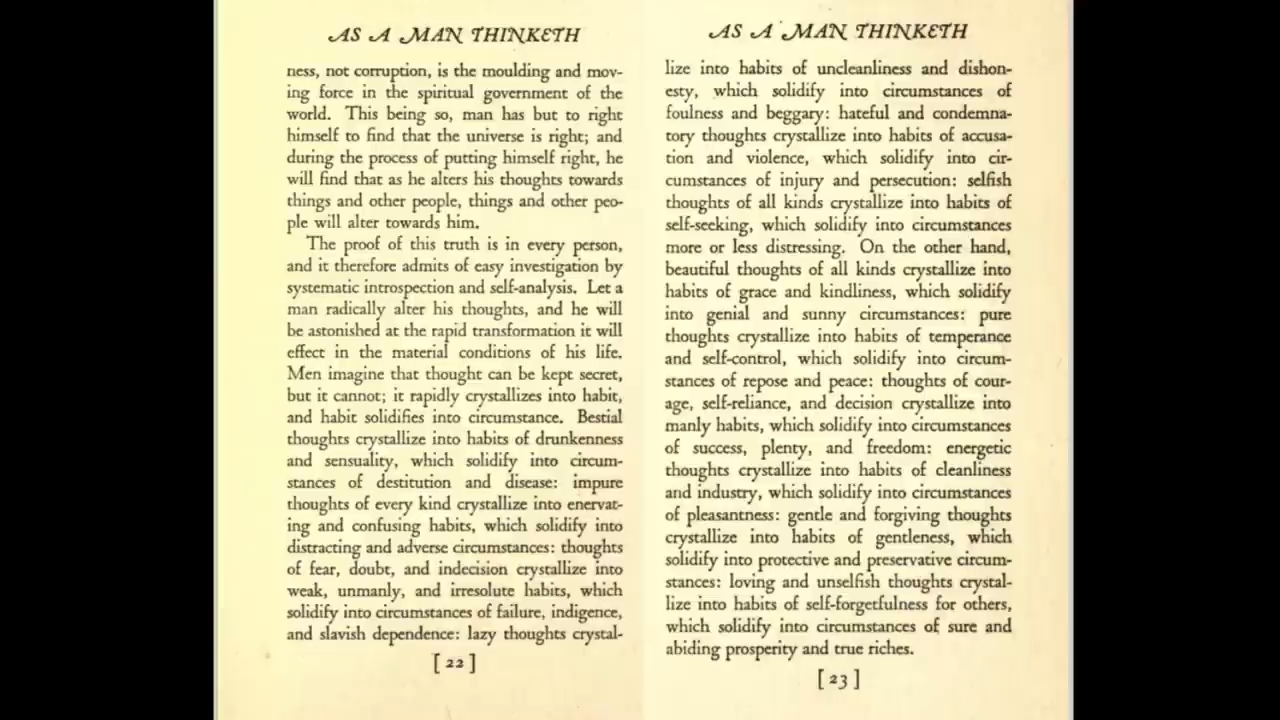 AS A MAN THINKETH
ness, not corruption, is the moulding and mov-
ing force in the spiritual government of the
world. This being so, man has but to right
himself to find that the universe is right; and
during the process of putting himself right, he
will find that as he alters his thoughts towards
things and other people, things and other peo-
ple will alter towards him.
The proof of this truth is in every person,
and it therefore admits of easy investigation by
systematic introspection and self-analysis. Let a
man radically alter his thoughts, and he will
be astonished at the rapid transformation it will
effect in the material conditions of his life.
Men imagine that thought can be kept secret,
but it cannot; it rapidly crystallizes into habit,
and habit solidifies into circumstance. Bestial
thoughts crystallize into habits of drunkenness
and sensuality, which solidify into circum-
stances of destitution and disease: impure
thoughts of every kind crystallize into enervat-
ing and confusing habits, which solidify into
distracting and adverse circumstances: thoughts
of fear, doubt, and indecision crystallize into
weak, unmanly, and irresolute habits, which
solidify into circumstances of failure, indigence,
and slavish dependence: lazy thoughts crystal-
[ 22 ]
AS A MAN THINKETH
lize into habits of uncleanliness and dishon-
esty, which solidify into circumstances of
foulness and beggary: hateful and condemna-
tory thoughts crystallize into habits of accusa-
tion and violence, which solidify into cir-
cumstances of injury and persecution: selfish
thoughts of all kinds crystallize into habits of
self-seeking, which solidify into circumstances
more or less distressing. On the other hand,
beautiful thoughts of all kinds crystallize into
habits of grace and kindliness, which solidify
into genial and sunny circumstances: pure
thoughts crystallize into habits of temperance
and self-control, which solidify into circum-
stances of repose and peace: thoughts of cour-
age, self-reliance, and decision crystallize into
manly habits, which solidify into circumstances
of success, plenty, and freedom: energetic
thoughts crystallize into habits of cleanliness
and industry, which solidify into circumstances
of pleasantness: gentle and forgiving thoughts
crystallize into habits of gentleness, which
solidify into protective and preservative circum-
stances: loving and unselfish thoughts crystal-
lize into habits of self-forgetfulness for others,
which solidify into circumstances of sure and
abiding prosperity and true riches.
[ 23 ]